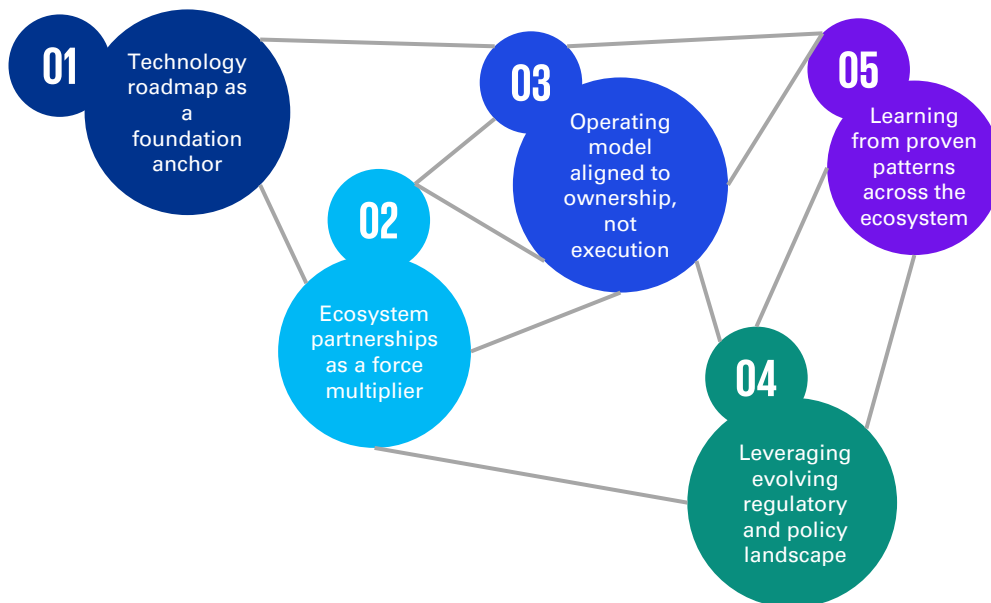 01
Technology
roadmap as
a
foundation
anchor
02
Ecosystem
partnerships
as a force
multiplier
03
Operating
model
aligned to
ownership,
not
execution
04
Leveraging
evolving
regulatory
and policy
landscape
05
Learning
from proven
patterns
across the
ecosystem